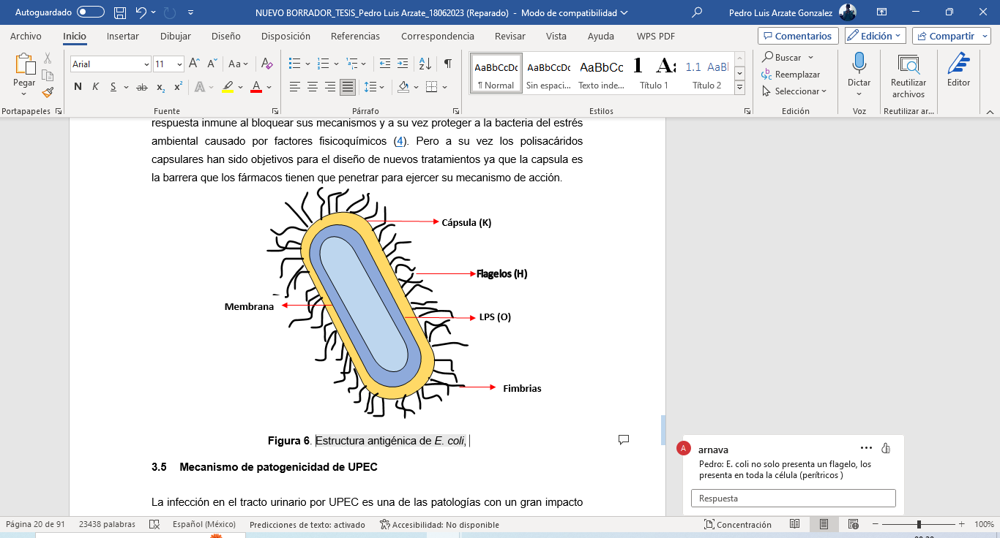 Autoguardado
NUEVO BORRADOR_TESIS_Pedro Luis Arzate_18062023 (Reparado) - Modo de compatibilidad
Pedro Luis Arzate Gonzalez
Archivo Inicio Insertar Dibujar Diseño Disposición Referencias Correspondencia Revisar Vista Ayuda WPS PDF
Comentarios Edición Compartir
Pegar
Portapapeles
Arial 11
N K S ab x2 x2 A A
Aa
Fuente
Párrafo
AaBbCcDc AaBbCcDc AaBbCc 1 A: 1.1 AaBl
¶ Normal Sin espaci... Texto inde... Título 1 Título 2
Estilos
Buscar
Reemplazar
Seleccionar
Edición
Dictar
Voz
Reutilizar
archivos
Reutilizar ar...
Editor
respuesta inmune al bloquear sus mecanismos y a su vez proteger a la bacteria del estrés
ambiental causado por factores fisicoquímicos (4). Pero a su vez los polisacáridos
capsulares han sido objetivos para el diseño de nuevos tratamientos ya que la capsula es
la barrera que los fármacos tienen que penetrar para ejercer su mecanismo de acción.
Cápsula (K)
Flagelos (H)
Membrana
LPS (O)
Fimbrias
Figura 6. Estructura antigénica de E. coli,
3.5 Mecanismo de patogenicidad de UPEC
La infección en el tracto urinario por UPEC es una de las patologías con un gran impacto
A arnava
Pedro: E. coli no solo presenta un flagelo, los
presenta en toda la célula (perítricos )
Respuesta
Página 20 de 91 23438 palabras Español (México) Predicciones de texto: activado Accesibilidad: No disponible
Concentración
100%